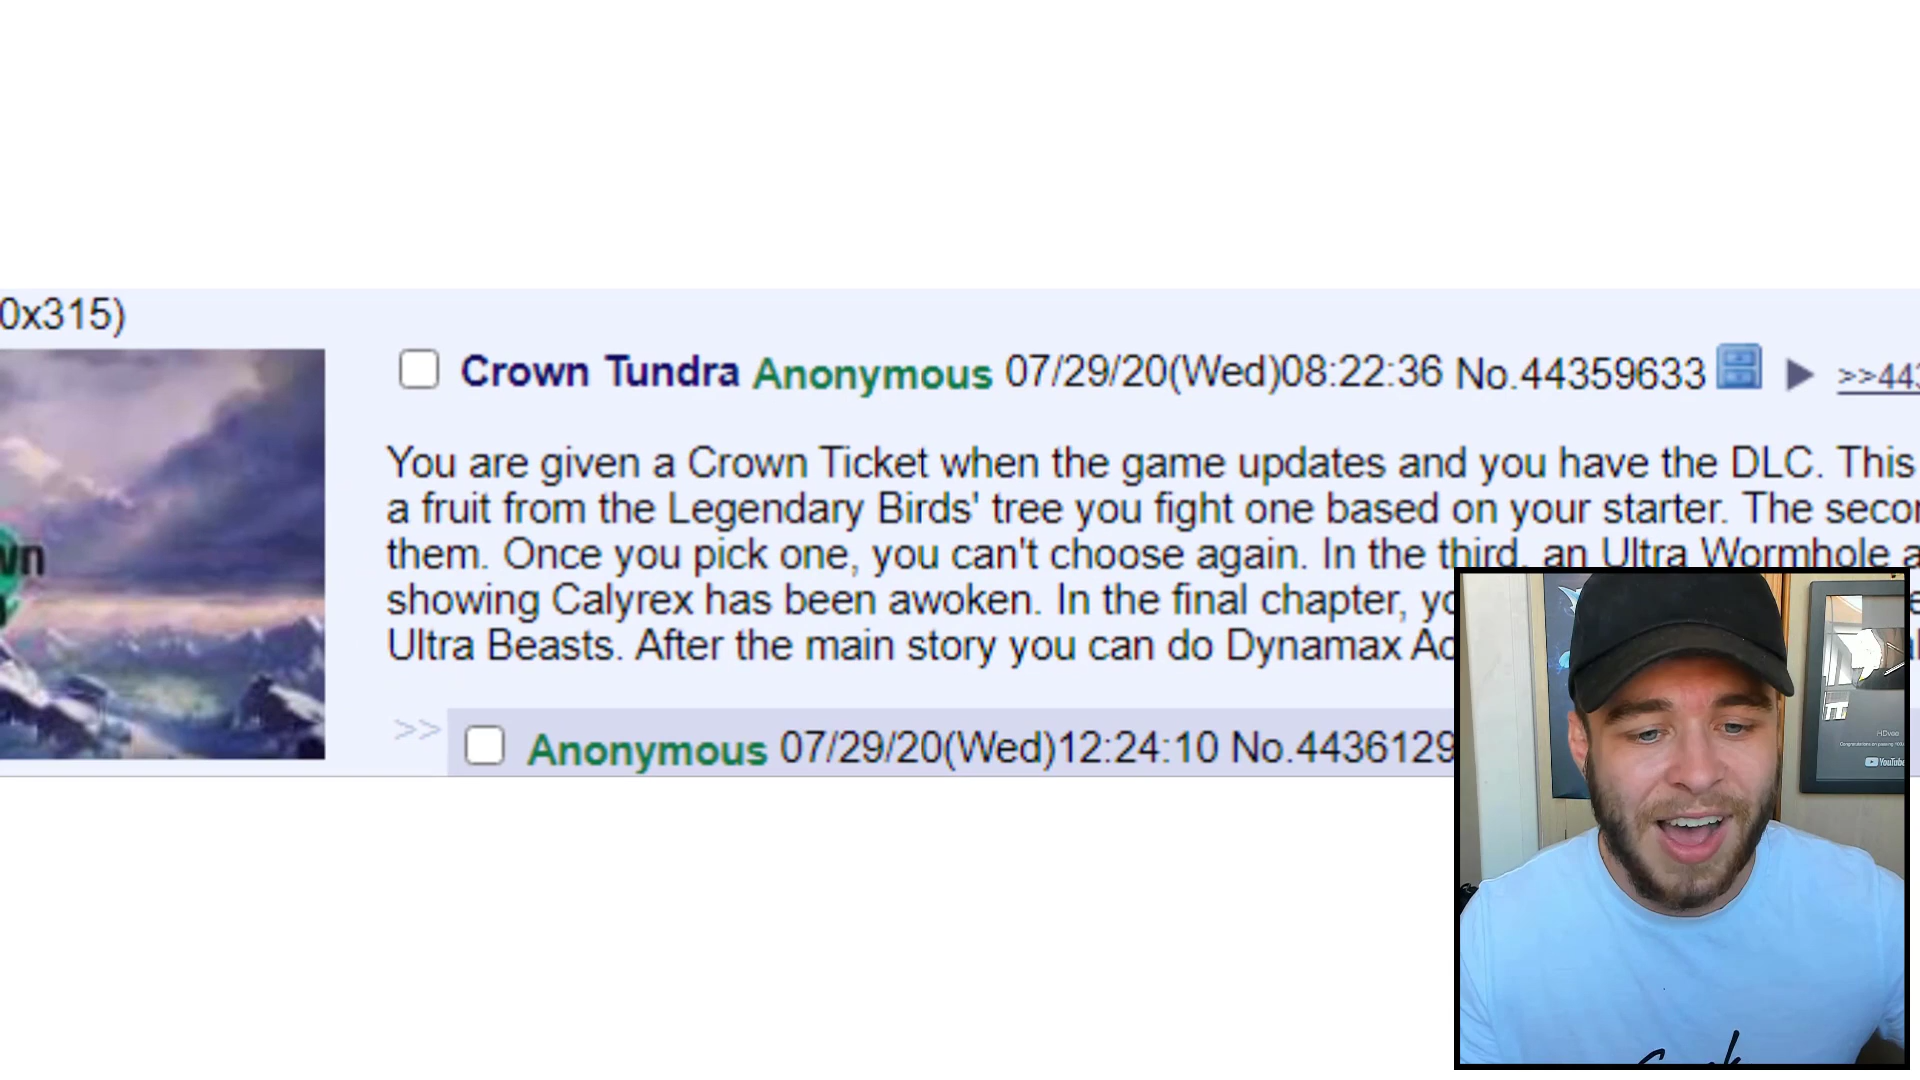 0x315)
Crown Tundra Anonymous 07/29/20(Wed)08:22:36 No.44359633 ▶ >>443
You are given a Crown Ticket when the game updates and you have the DLC. This
a fruit from the Legendary Birds' tree you fight one based on your starter. The secon
them. Once you pick one, you can't choose again. In the third, an Ultra Wormhole a
showing Calyrex has been awoken. In the final chapter, yo
Ultra Beasts. After the main story you can do Dynamax Ad
wn
>> Anonymous 07/29/20(Wed)12:24:10 No.4436129
HDvee
YouTube